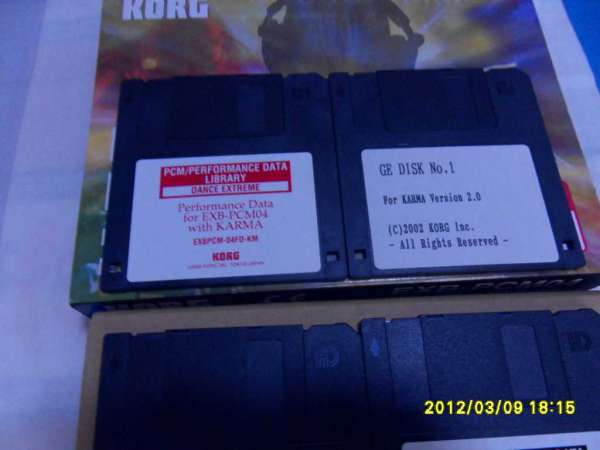 KORG
PCM/PERFORMANCE DATA
LIBRARY
DANCE EXTREME
Performance Data
for EXB-PCM04
with KARMA
EXBPCM-04FD-KM
KORG
GE DISK No.1
For KARMA Version 2.0
(C)2002 KORG Inc.
- All Rights Reserved -
EXB-PCM04
2012/03/09 18:15